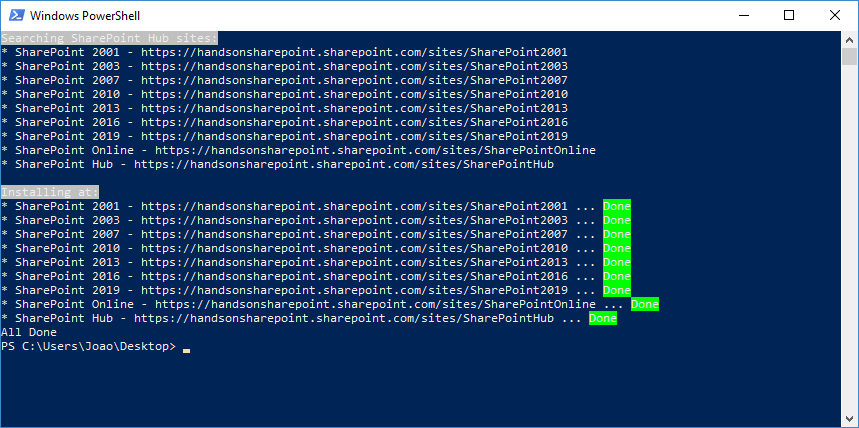 Windows PowerShell
Searching SharePoint Hub sites:
* SharePoint 2001 - https://handsonsharepoint.sharepoint.com/sites/SharePoint2001
* SharePoint 2003 - https://handsonsharepoint.sharepoint.com/sites/SharePoint2003
* SharePoint 2007 - https://handsonsharepoint.sharepoint.com/sites/SharePoint2007
* SharePoint 2010 - https://handsonsharepoint.sharepoint.com/sites/SharePoint2010
* SharePoint 2013 - https://handsonsharepoint.sharepoint.com/sites/SharePoint2013
* SharePoint 2016 - https://handsonsharepoint.sharepoint.com/sites/SharePoint2016
* SharePoint 2019 - https://handsonsharepoint.sharepoint.com/sites/SharePoint2019
* SharePoint Online - https://handsonsharepoint.sharepoint.com/sites/SharePointOnline
* SharePoint Hub - https://handsonsharepoint.sharepoint.com/sites/SharePointHub
Installing at:
* SharePoint 2001 - https://handsonsharepoint.sharepoint.com/sites/SharePoint2001 ... Done
* SharePoint 2003 - https://handsonsharepoint.sharepoint.com/sites/SharePoint2003 ... Done
* SharePoint 2007 - https://handsonsharepoint.sharepoint.com/sites/SharePoint2007 ... Done
* SharePoint 2010 - https://handsonsharepoint.sharepoint.com/sites/SharePoint2010 ... Done
* SharePoint 2013 - https://handsonsharepoint.sharepoint.com/sites/SharePoint2013 ... Done
* SharePoint 2016 - https://handsonsharepoint.sharepoint.com/sites/SharePoint2016 ... Done
* SharePoint 2019 - https://handsonsharepoint.sharepoint.com/sites/SharePoint2019 ... Done
* SharePoint Online - https://handsonsharepoint.sharepoint.com/sites/SharePointOnline ... Done
* SharePoint Hub - https://handsonsharepoint.sharepoint.com/sites/SharePointHub ... Done
All Done
PS C:\Users\Joao\Desktop>